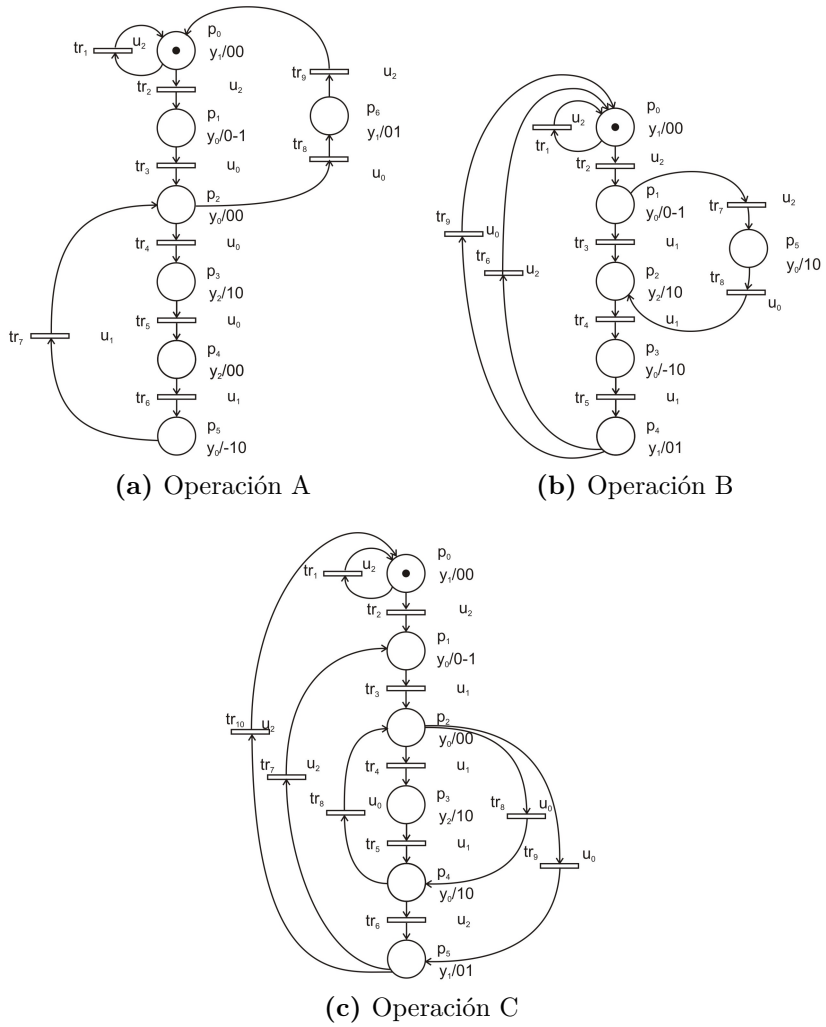 p₀
tr₁ u₂ y₁/00
tr₂ u₂ tr₉ u₂
p₁ p₆
y₀/0-1 y₁/01
tr₃ u₀ tr₈ u₀
p₂
y₀/00
tr₄ u₀
p₃
y₂/10
tr₅ u₀
tr₇ u₁ p₄
y₂/00
tr₆ u₁
p₅
y₀/-10
(a) Operación A
p₀
u₂ y₁/00
tr₁
tr₂ u₂
p₁
y₀/0-1 tr₇ u₂
tr₉ u₀
tr₃ u₁ p₅
tr₆ u₂ y₀/10
p₂ tr₈ u₀
y₂/10
tr₄ u₁
p₃
y₀/-10
tr₅ u₁
p₄
y₁/01
(b) Operación B
p₀
tr₁ u₂ y₁/00
tr₂ u₂
p₁
y₀/0-1
tr₃ u₁
tr₁₀ u₂ p₂
y₀/00
tr₇ u₂ tr₄ u₁
tr₈ u₀ p₃ tr₈ u₀
y₂/10
tr₅ u₁ tr₉ u₀
p₄
y₀/10
tr₆ u₂
p₅
y₁/01
(c) Operación C